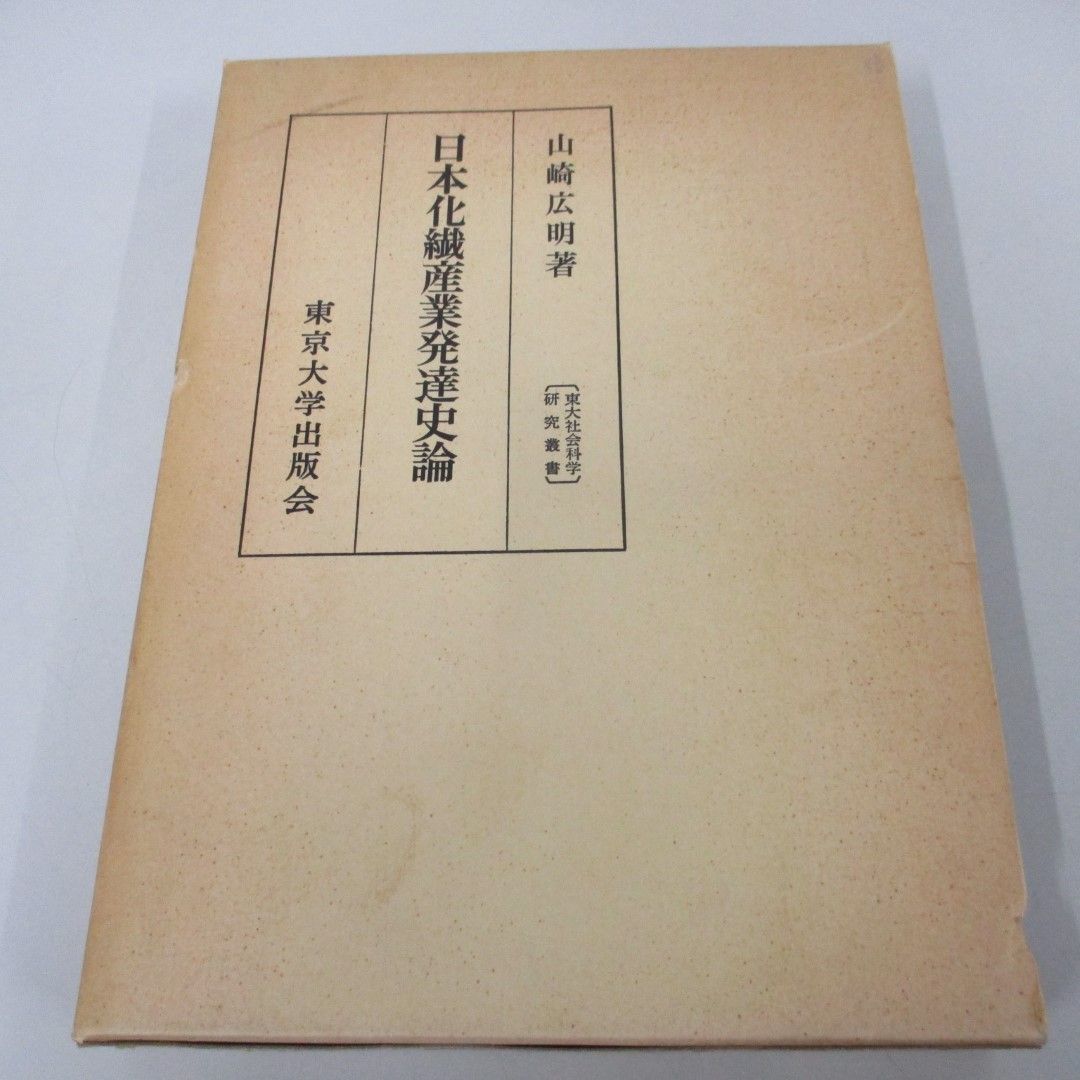 山崎広明著
〔東大社会科学
研究叢書〕
日本化繊産業発達史論
東京大学出版会